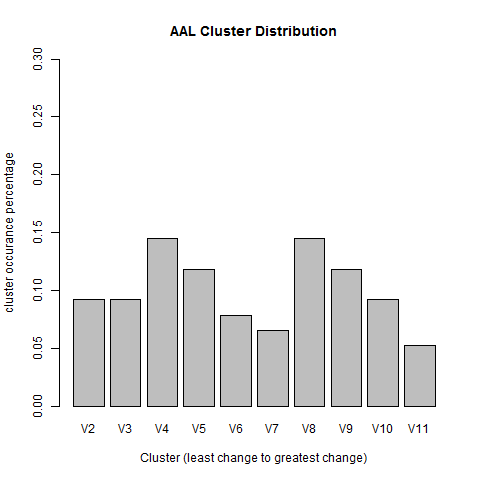 AAL Cluster Distribution
0.30
0.25
0.20
0.15
0.10
0.05
0.00
cluster occurance percentage
V2 V3 V4 V5 V6 V7 V8 V9 V10 V11
Cluster (least change to greatest change)